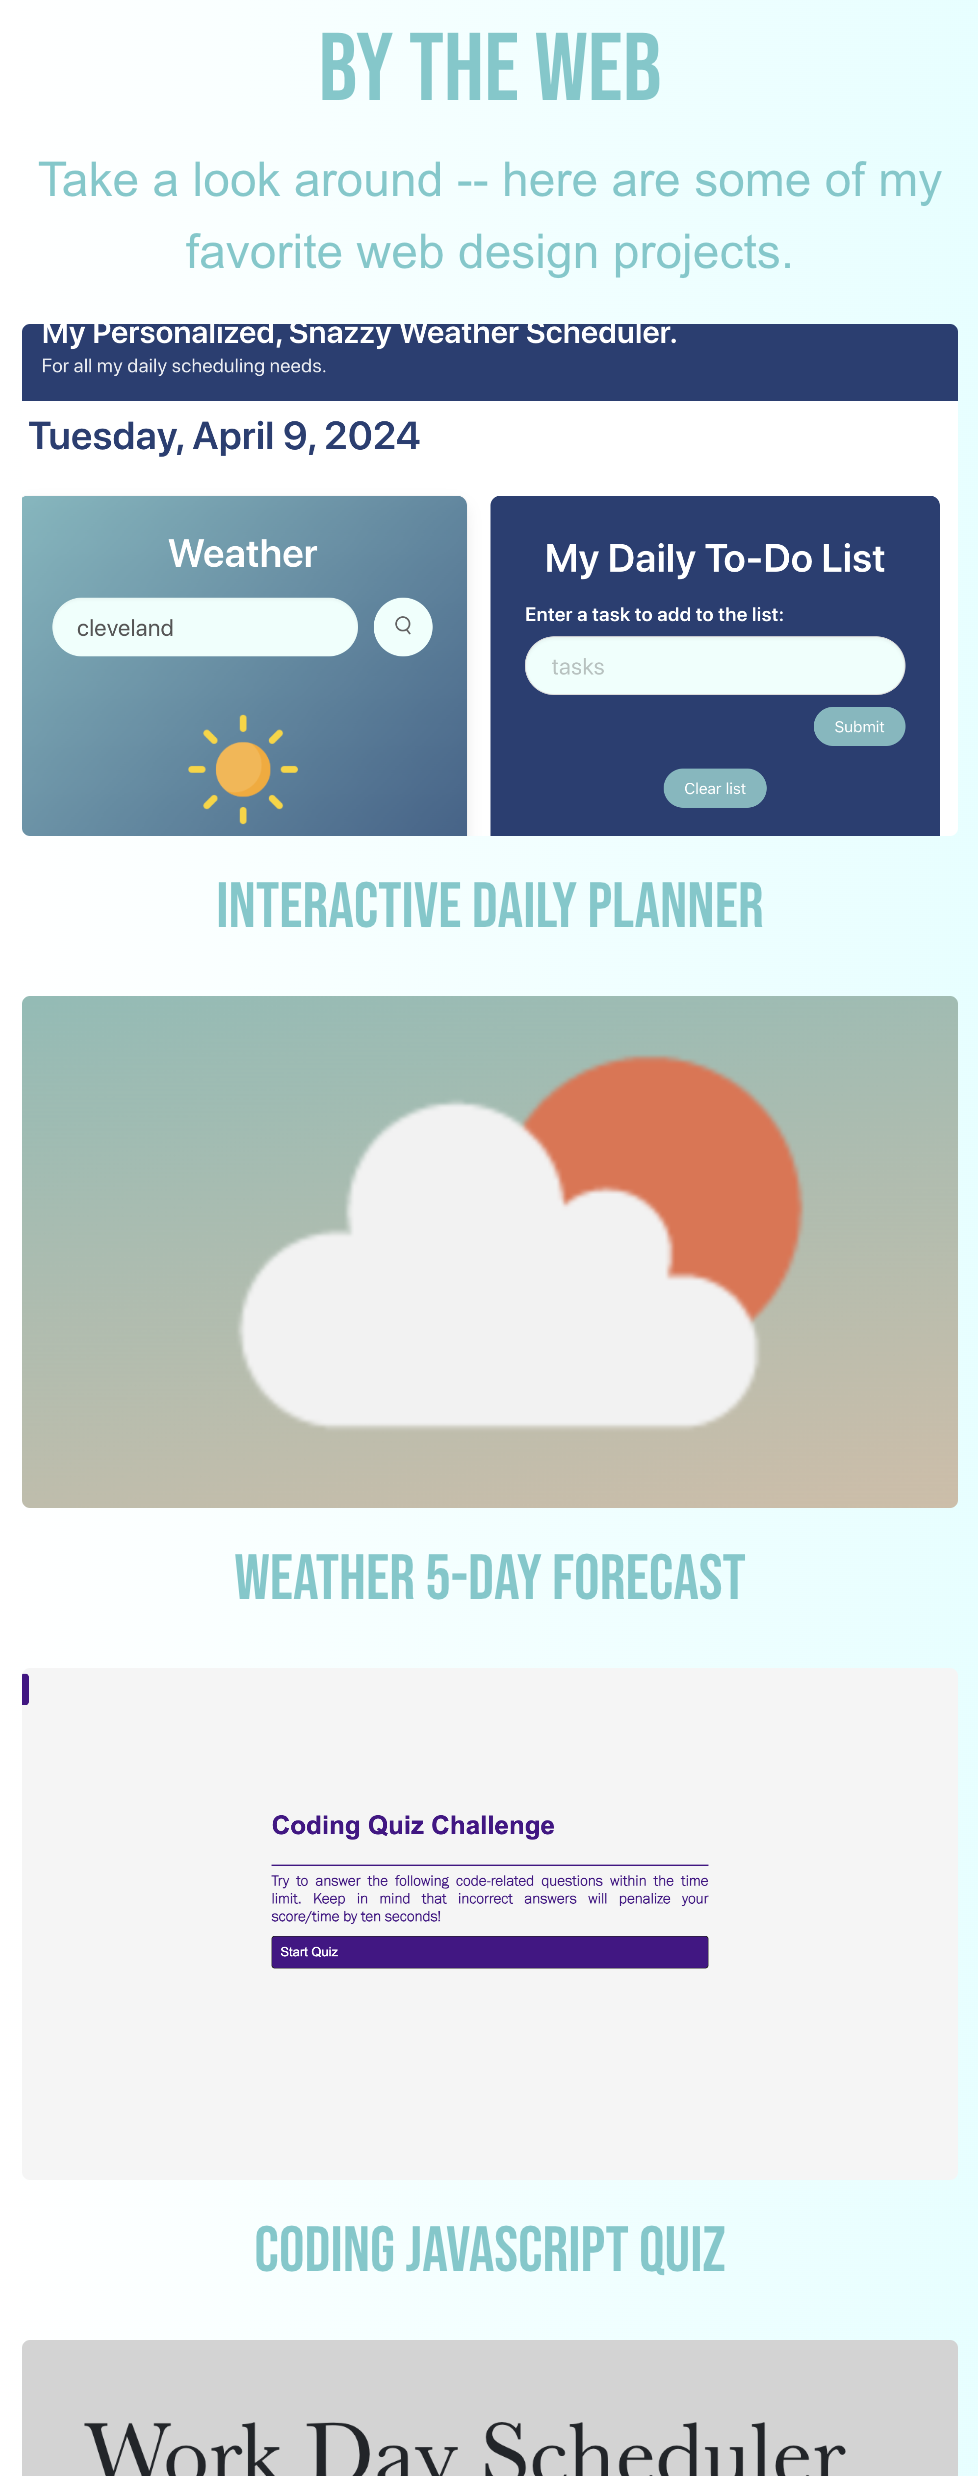 BY THE WEB
Take a look around -- here are some of my
favorite web design projects.
My Personalized, Snazzy Weather Scheduler.
For all my daily scheduling needs.
Tuesday, April 9, 2024
Weather
cleveland
My Daily To-Do List
Enter a task to add to the list:
tasks
Submit
Clear list
INTERACTIVE DAILY PLANNER
WEATHER 5-DAY FORECAST
Coding Quiz Challenge
Try to answer the following code-related questions within the time
limit. Keep in mind that incorrect answers will penalize your
score/time by ten seconds!
Start Quiz
CODING JAVASCRIPT QUIZ
Work Day Scheduler